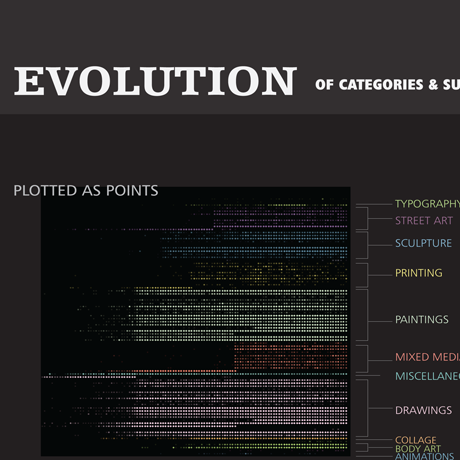 EVOLUTION OF CATEGORIES & SU
PLOTTED AS POINTS
TYPOGRAPHY
STREET ART
SCULPTURE
PRINTING
PAINTINGS
MIXED MEDI
MISCELLANE
DRAWINGS
COLLAGE
BODY ART
ANIMATIONS